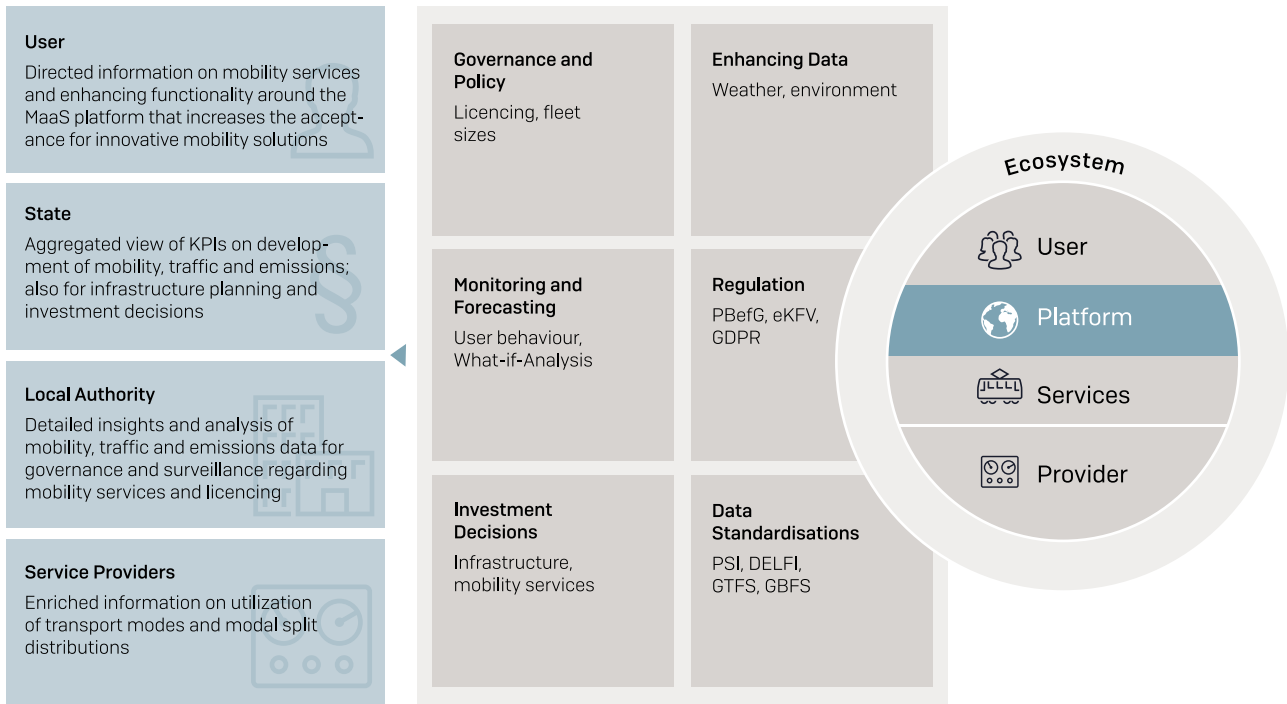 User
Directed information on mobility services
and enhancing functionality around the
MaaS platform that increases the accept-
ance for innovative mobility solutions
State
Aggregated view of KPIs on develop-
ment of mobility, traffic and emissions;
also for infrastructure planning and
investment decisions
Local Authority
Detailed insights and analysis of
mobility, traffic and emissions data for
governance and surveillance regarding
mobility services and licencing
Service Providers
Enriched information on utilization
of transport modes and modal split
distributions
Governance and
Policy
Licencing, fleet
sizes
Enhancing Data
Weather, environment
Monitoring and
Forecasting
User behaviour,
What-if-Analysis
Regulation
PBefG, eKFV,
GDPR
Investment
Decisions
Infrastructure,
mobility services
Data
Standardisations
PSI, DELFI,
GTFS, GBFS
Ecosystem
User
Platform
Services
Provider